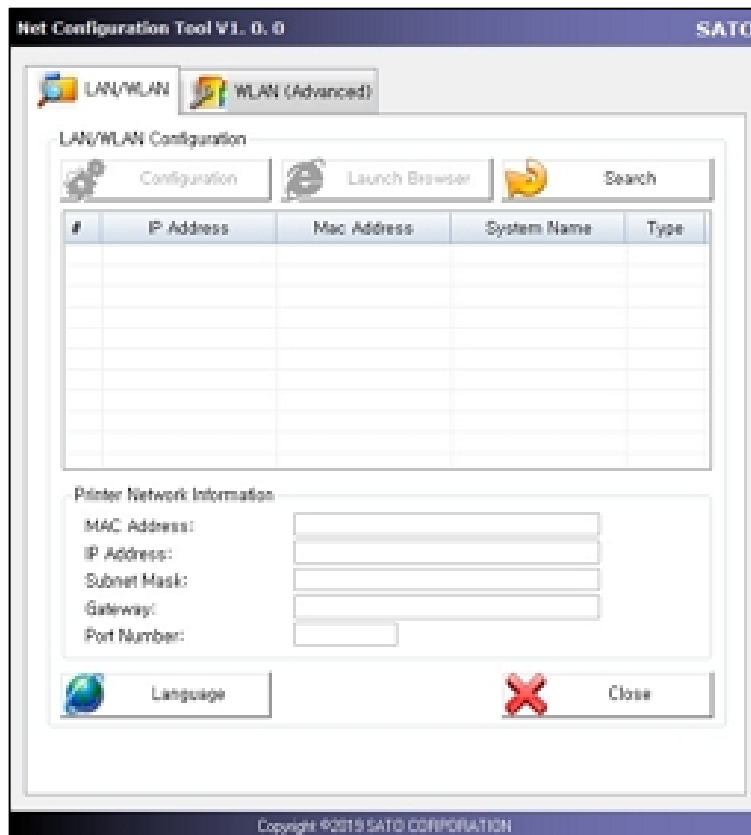 Net Configuration Tool V1. 0. 0 SATO
LAN/WLAN WLAN (Advanced)
LAN/WLAN Configuration
Configuration Launch Browser Search
# IP Address Mac Address System Name Type
Printer Network Information
MAC Address:
IP Address:
Subnet Mask:
Gateway:
Port Number:
Language Close
Copyright ©2019 SATO CORPORATION